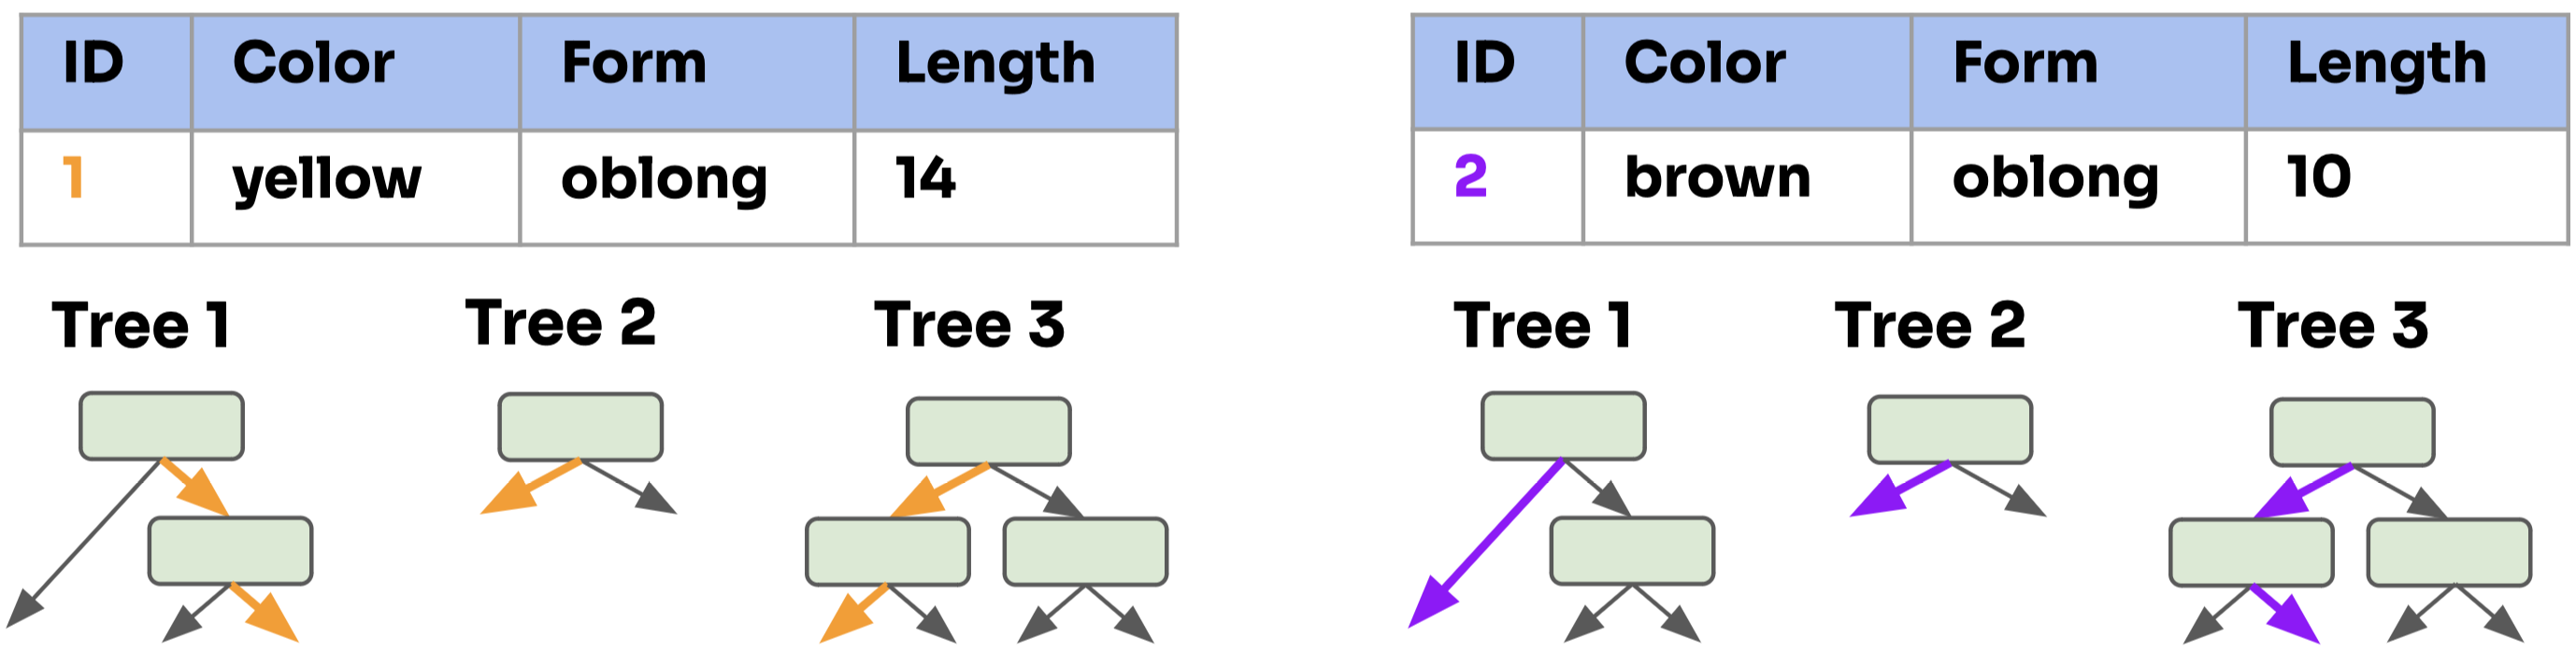 ID Color Form Length
1 yellow oblong 14
Tree 1 Tree 2 Tree 3
ID Color Form Length
2 brown oblong 10
Tree 1 Tree 2 Tree 3